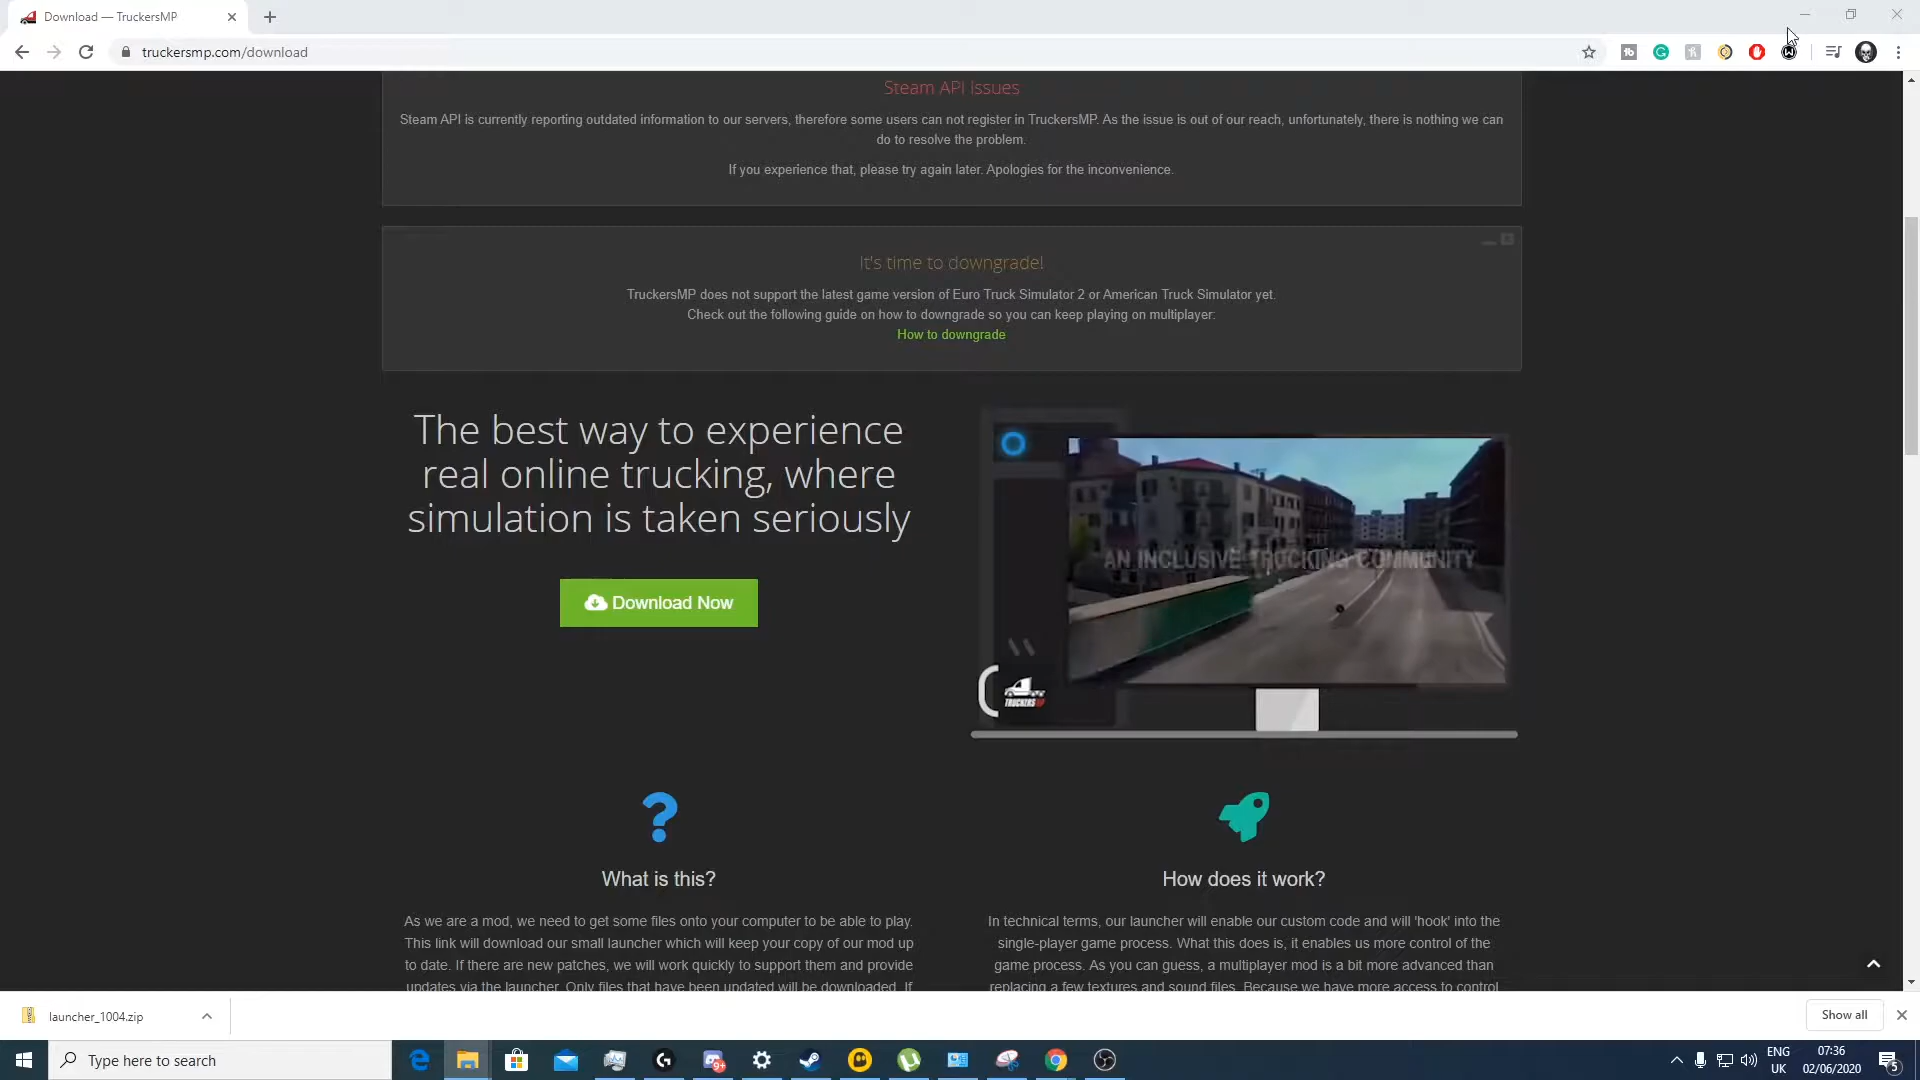 Download — TruckersMP
truckersmp.com/download
Steam API issues
Steam API is currently reporting outdated information to our servers, therefore some users can not register in TruckersMP. As the issue is out of our reach, unfortunately, there is nothing we can
do to resolve the problem.
If you experience that, please try again later. Apologies for the inconvenience.
It's time to downgrade!
TruckersMP does not support the latest game version of Euro Truck Simulator 2 or American Truck Simulator yet.
Check out the following guide on how to downgrade so you can keep playing on multiplayer:
How to downgrade
The best way to experience
real online trucking, where
simulation is taken seriously
AN INCLUSIVE TRUCKING COMMUNITY
Download Now
TRUCKERSMP
What is this?
As we are a mod, we need to get some files onto your computer to be able to play.
This link will download our small launcher which will keep your copy of our mod up
to date. If there are new patches, we will work quickly to support them and provide
updates via the launcher. Only files that have been updated will be downloaded. If
How does it work?
In technical terms, our launcher will enable our custom code and will 'hook' into the
single-player game process. What this does is, it enables us more control of the
game process. As you can guess, a multiplayer mod is a bit more advanced than
replacing a few textures and sound files. Because we have more access to control
launcher_1004.zip
Show all
Type here to search
9+
ENG
UK
07:36
02/06/2020
5